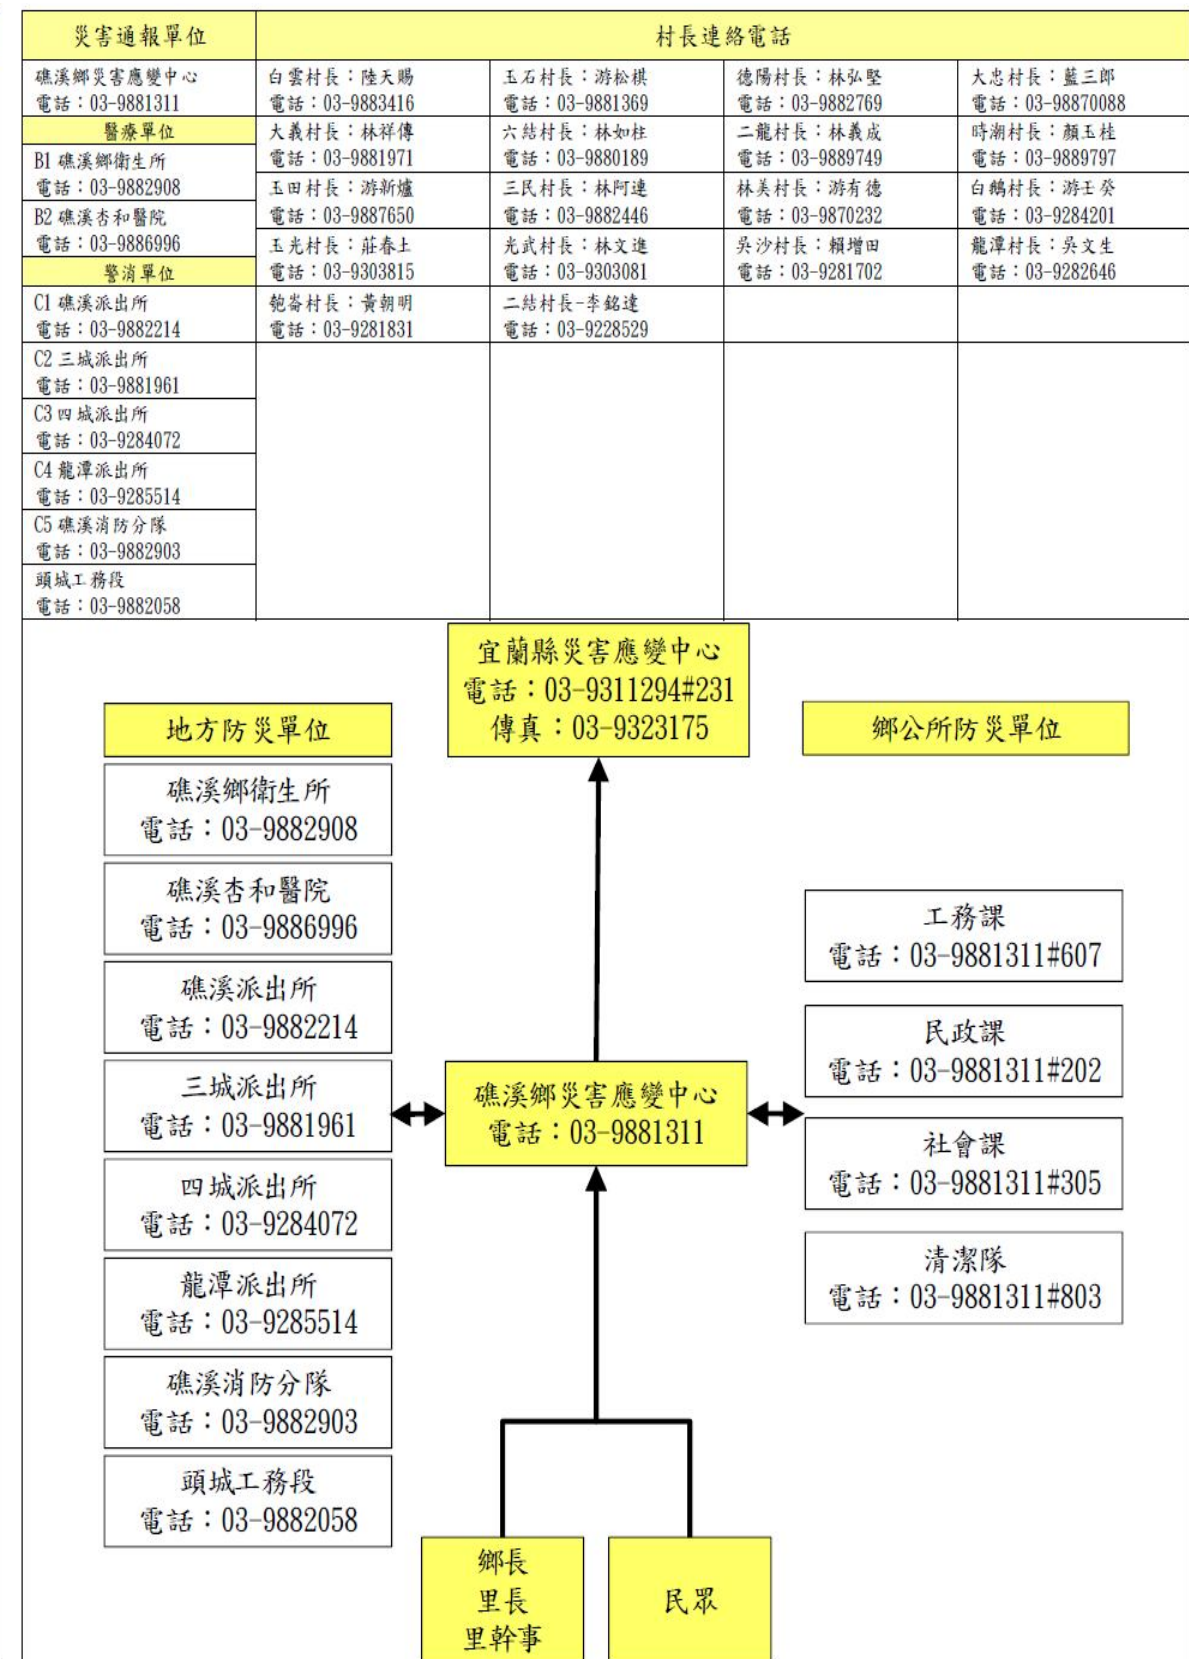 災害通報單位
村長連絡電話
礁溪鄉災害應變中心
電話：03-9881311
白雲村長：陸天賜
電話：03-9883416
玉石村長：游松棋
電話：03-9881369
德陽村長：林弘堅
電話：03-9882769
大忠村長：藍三郎
電話：03-98870088
醫療單位
B1 礁溪鄉衛生所
電話：03-9882908
大義村長：林祥傳
電話：03-9881971
六結村長：林如柱
電話：03-9880189
二龍村長：林義成
電話：03-9889749
時潮村長：顏玉桂
電話：03-9889797
B2 礁溪杏和醫院
電話：03-9886996
玉田村長：游新爐
電話：03-9887650
三民村長：林阿連
電話：03-9882446
林美村長：游有德
電話：03-9870232
白鵝村長：游壬癸
電話：03-9284201
警消單位
玉光村長：莊春土
電話：03-9303815
光武村長：林文進
電話：03-9303081
吳沙村長：賴增田
電話：03-9281702
龍潭村長：吳文生
電話：03-9282646
C1 礁溪派出所
電話：03-9882214
匏崙村長：黃朝明
電話：03-9281831
二結村長-李銘達
電話：03-9228529
C2 三城派出所
電話：03-9881961
C3 四城派出所
電話：03-9284072
C4 龍潭派出所
電話：03-9285514
C5 礁溪消防分隊
電話：03-9882903
頭城工務段
電話：03-9882058
宜蘭縣災害應變中心
電話：03-9311294#231
傳真：03-9323175
地方防災單位
礁溪鄉衛生所
電話：03-9882908
礁溪杏和醫院
電話：03-9886996
礁溪派出所
電話：03-9882214
三城派出所
電話：03-9881961
四城派出所
電話：03-9284072
龍潭派出所
電話：03-9285514
礁溪消防分隊
電話：03-9882903
頭城工務段
電話：03-9882058
礁溪鄉災害應變中心
電話：03-9881311
鄉公所防災單位
工務課
電話：03-9881311#607
民政課
電話：03-9881311#202
社會課
電話：03-9881311#305
清潔隊
電話：03-9881311#803
鄉長
里長
里幹事
民眾